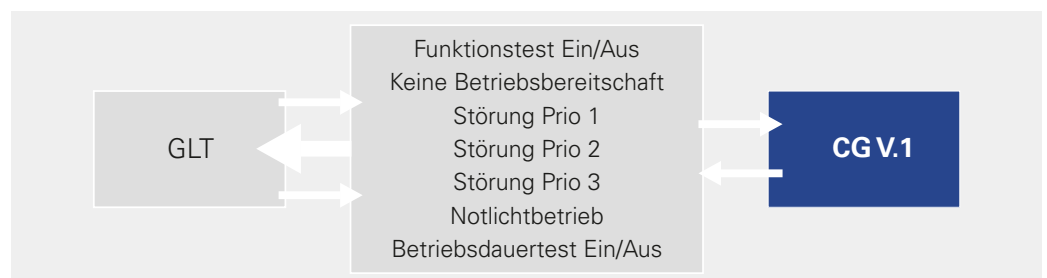 Funktionstest Ein/Aus
Keine Betriebsbereitschaft
Störung Prio 1
GLT
Störung Prio 2
CG V.1
Störung Prio 3
Notlichtbetrieb
Betriebsdauertest Ein/Aus